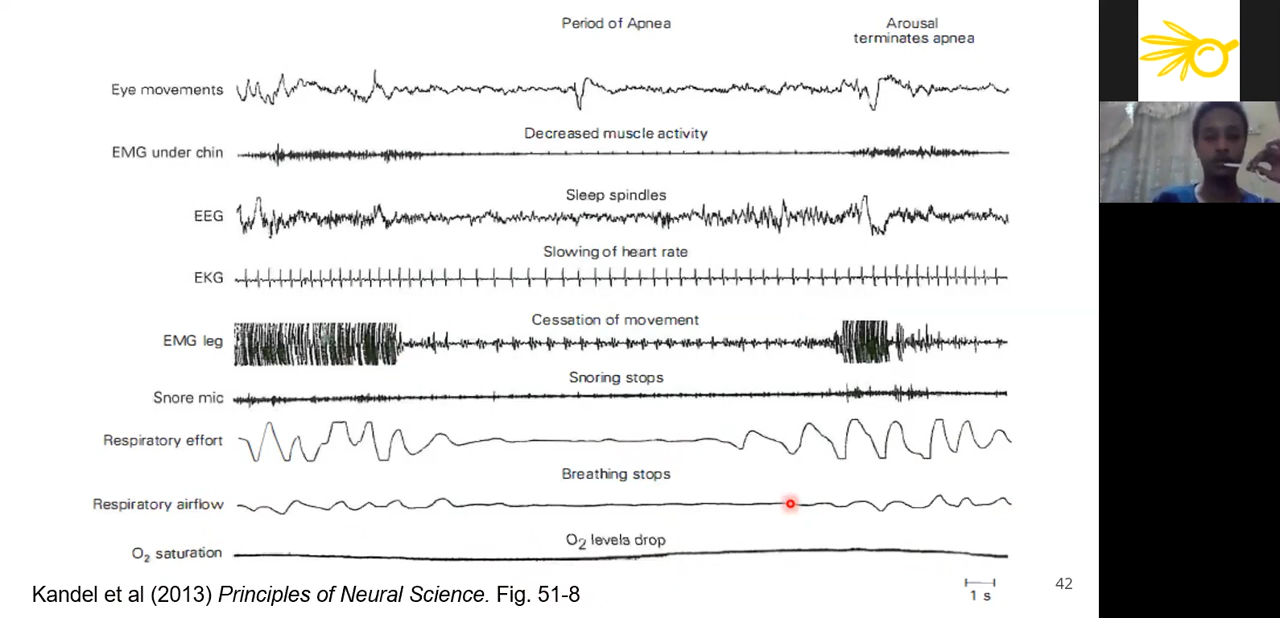 Period of Apnea
Arousal
terminates apnea
Eye movements
Decreased muscle activity
EMG under chin
Sleep spindles
EEG
Slowing of heart rate
EKG
Cessation of movement
EMG leg
Snoring stops
Snore mic
Respiratory effort
Breathing stops
Respiratory airflow
O₂ levels drop
O₂ saturation
1 s
42
Kandel et al (2013) Principles of Neural Science. Fig. 51-8